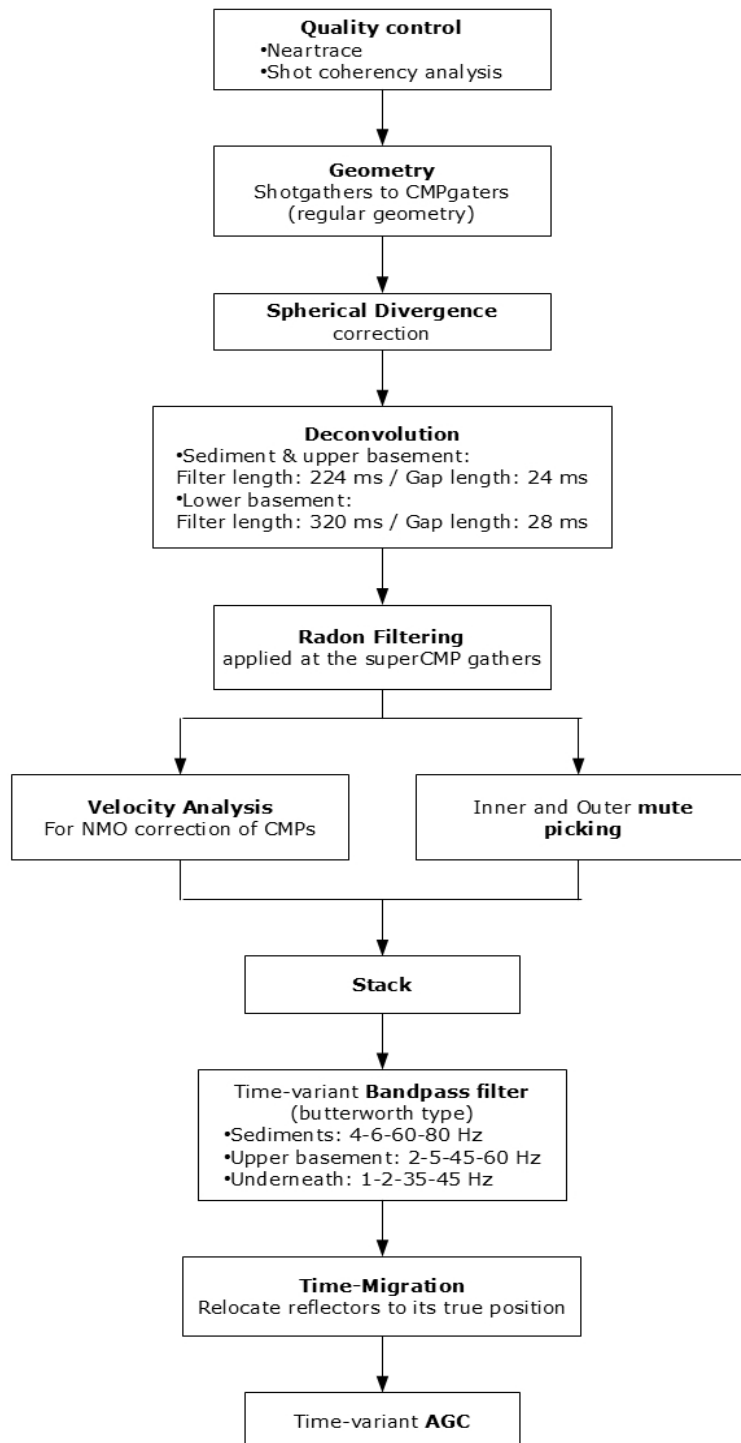 Quality control
•Neartrace
•Shot coherency analysis
Geometry
Shotgathers to CMPgaters
(regular geometry)
Spherical Divergence
correction
Deconvolution
•Sediment & upper basement:
Filter length: 224 ms / Gap length: 24 ms
•Lower basement:
Filter length: 320 ms / Gap length: 28 ms
Radon Filtering
applied at the superCMP gathers
Velocity Analysis
For NMO correction of CMPs
Inner and Outer mute
picking
Stack
Time-variant Bandpass filter
(butterworth type)
•Sediments: 4-6-60-80 Hz
•Upper basement: 2-5-45-60 Hz
•Underneath: 1-2-35-45 Hz
Time-Migration
Relocate reflectors to its true position
Time-variant AGC